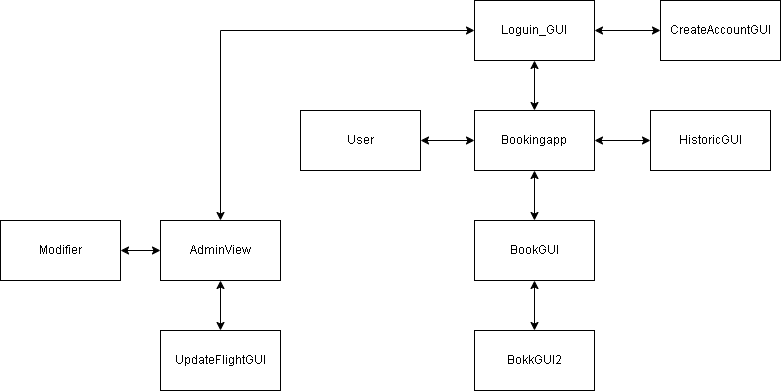 Loguin_GUI
CreateAccountGUI
User
Bookingapp
HistoricGUI
Modifier
AdminView
BookGUI
UpdateFlightGUI
BokkGUI2